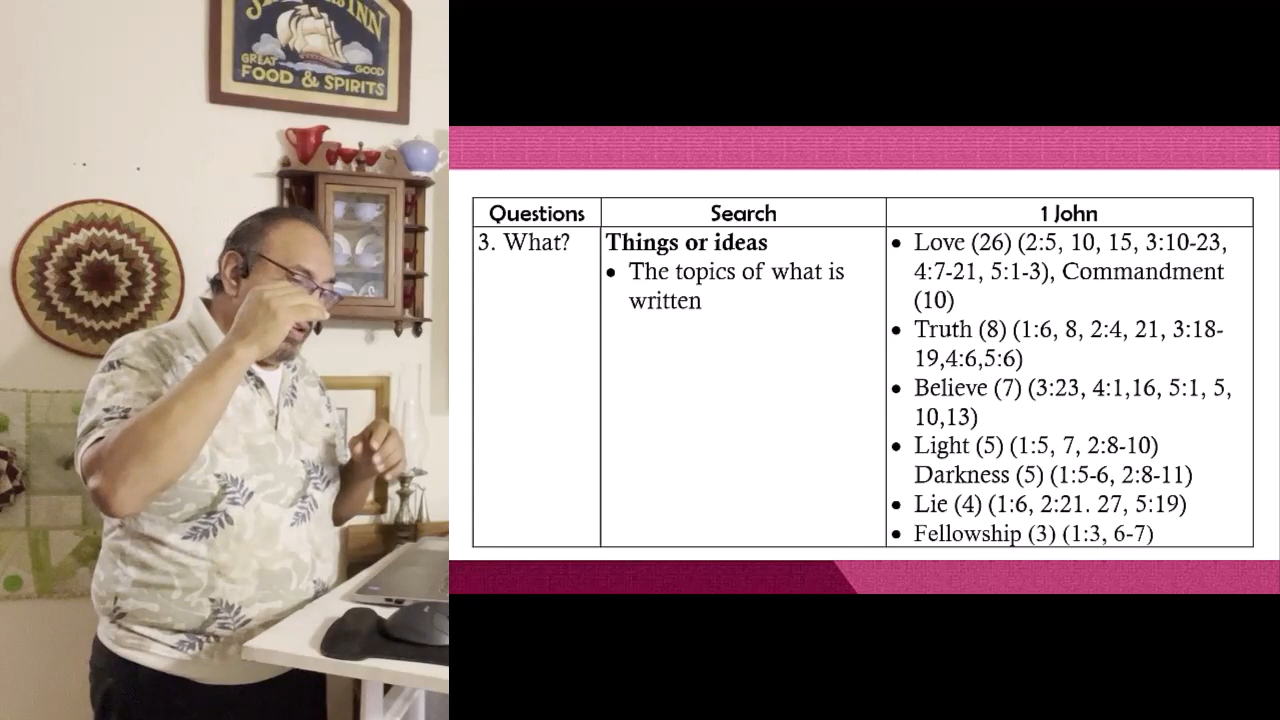 INN
GREAT GOOD
FOOD & SPIRITS
Questions
Search
1 John
3. What?
Things or ideas
• The topics of what is
written
• Love (26) (2:5, 10, 15, 3:10-23,
4:7-21, 5:1-3), Commandment
(10)
• Truth (8) (1:6, 8, 2:4, 21, 3:18-
19,4:6,5:6)
• Believe (7) (3:23, 4:1,16, 5:1, 5,
10,13)
• Light (5) (1:5, 7, 2:8-10)
Darkness (5) (1:5-6, 2:8-11)
• Lie (4) (1:6, 2:21. 27, 5:19)
• Fellowship (3) (1:3, 6-7)